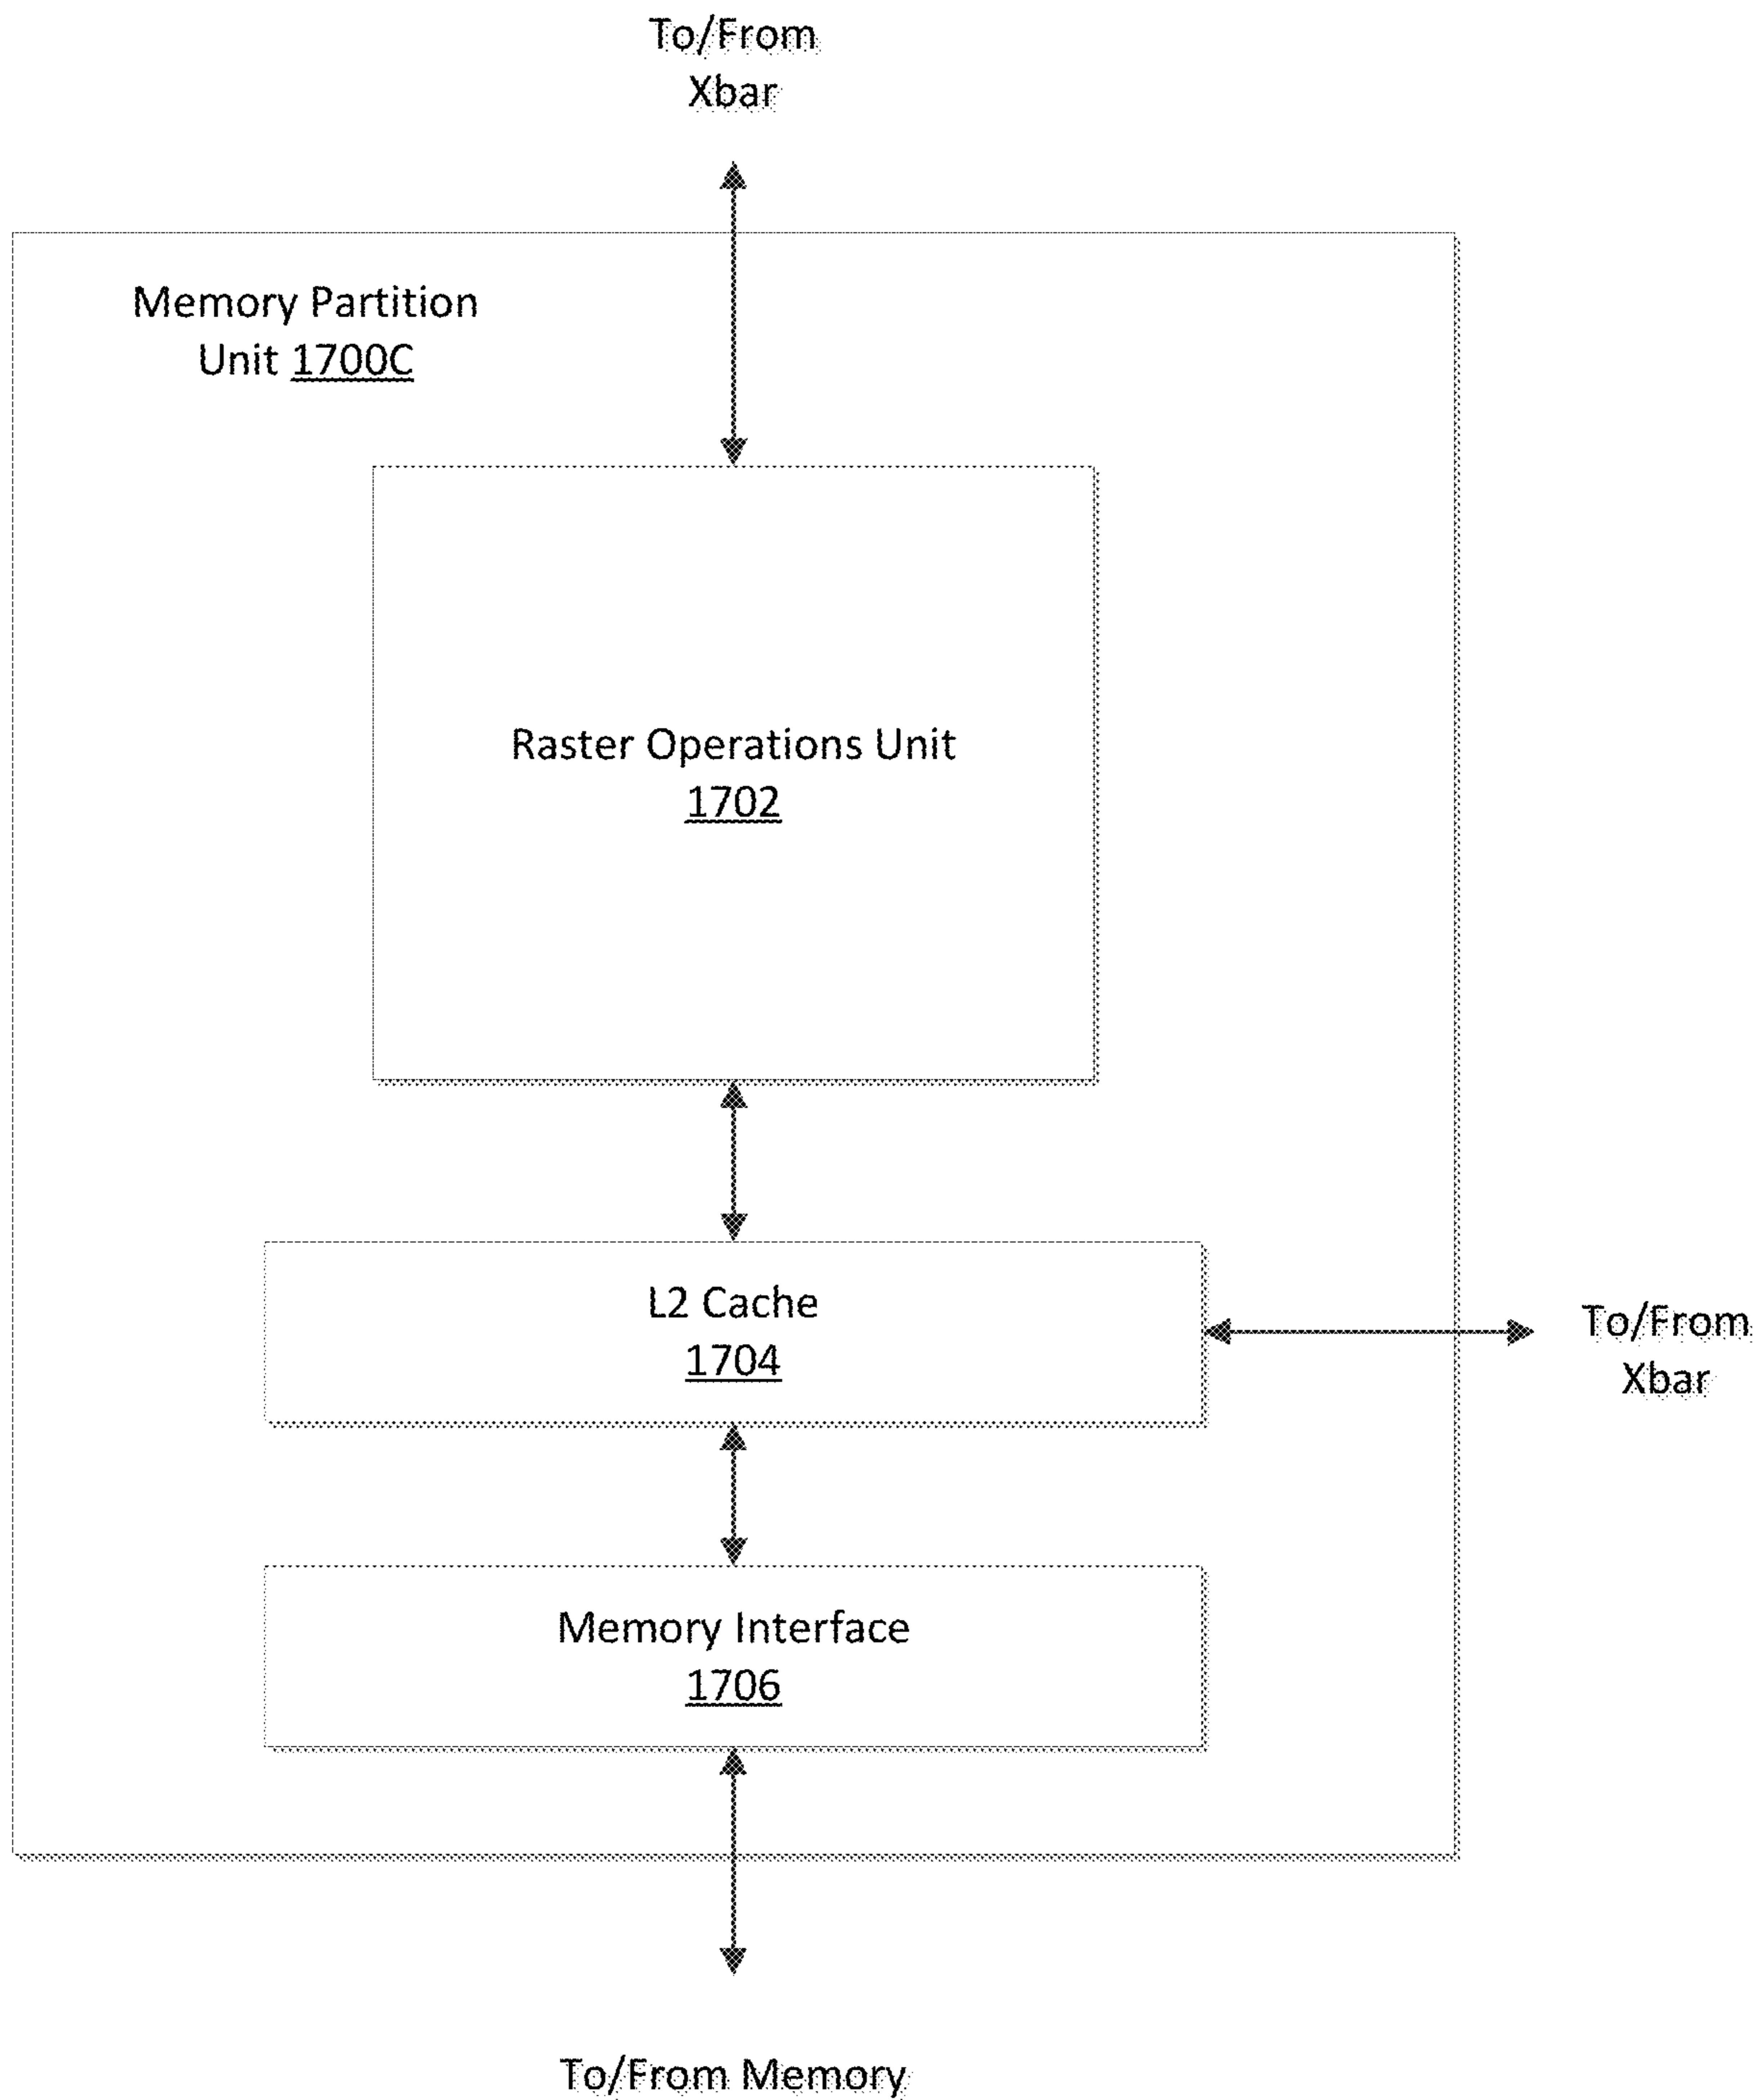 To/From
Xbar
Memory Partition
Unit 1700C
Raster Operations Unit
1702
L2 Cache
1704
To/From
Xbar
Memory Interface
1706
To/From Memory